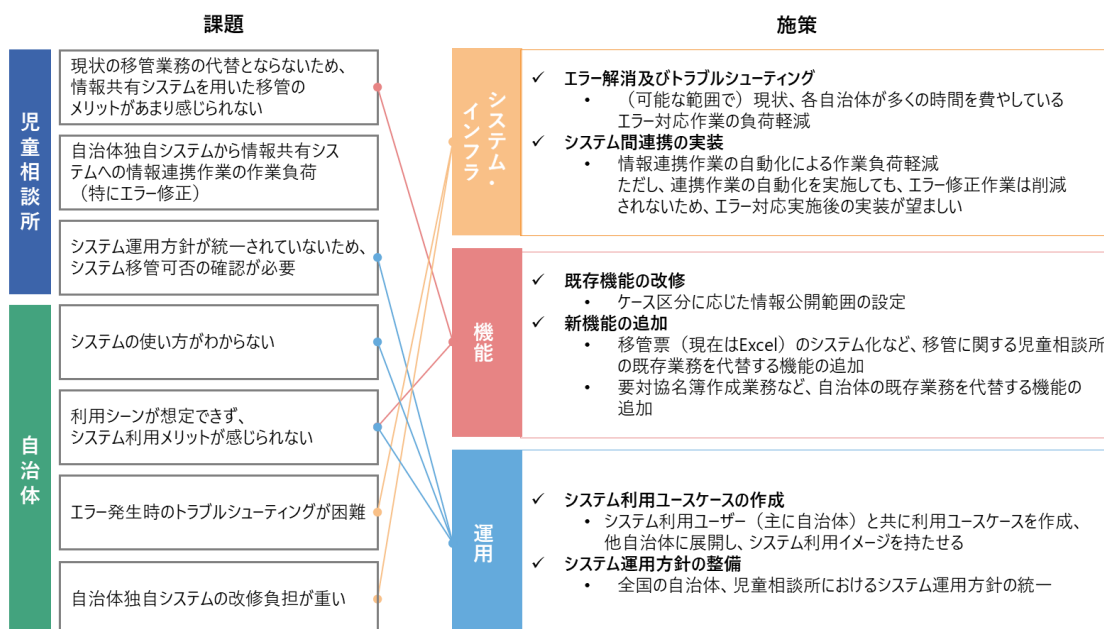 課題
施策
児童相談所
現状の移管業務の代替とならないため、
情報共有システムを用いた移管の
メリットがあまり感じられない
自治体独自システムから情報共有シス
テムへの情報連携作業の作業負荷
（特にエラー修正）
システム運用方針が統一されていないため、
システム移管可否の確認が必要
自治体
システムの使い方がわからない
利用シーンが想定できず、
システム利用メリットが感じられない
エラー発生時のトラブルシューティングが困難
自治体独自システムの改修負担が重い
システム・
インフラ
✓ エラー解消及びトラブルシューティング
• （可能な範囲で）現状、各自治体が多くの時間を費やしている
エラー対応作業の負荷軽減
✓ システム間連携の実装
• 情報連携作業の自動化による作業負荷軽減
ただし、連携作業の自動化を実施しても、エラー修正作業は削減
されないため、エラー対応実施後の実装が望ましい
機能
✓ 既存機能の改修
• ケース区分に応じた情報公開範囲の設定
✓ 新機能の追加
• 移管票（現在はExcel）のシステム化など、移管に関する児童相談所
の既存業務を代替する機能の追加
• 要対協名簿作成業務など、自治体の既存業務を代替する機能の
追加
運用
✓ システム利用ユースケースの作成
• システム利用ユーザー（主に自治体）と共に利用ユースケースを作成、
他自治体に展開し、システム利用イメージを持たせる
✓ システム運用方針の整備
• 全国の自治体、児童相談所におけるシステム運用方針の統一